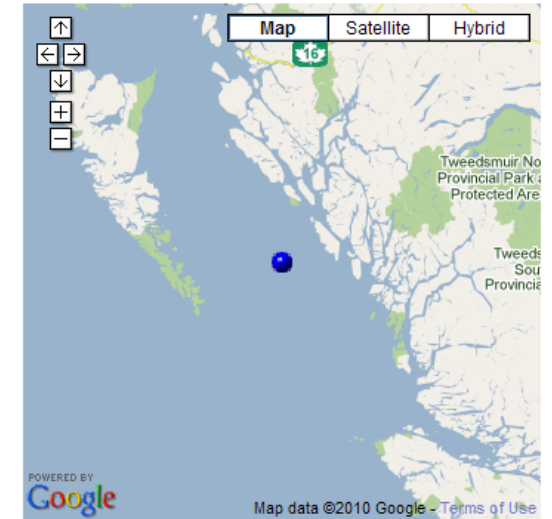 Map Satellite Hybrid
16
Tweedsmuir No
Provincial Park a
Protected Are
Tweeds
Sou
Provincia
POWERED BY
Google
Map data ©2010 Google - Terms of Use